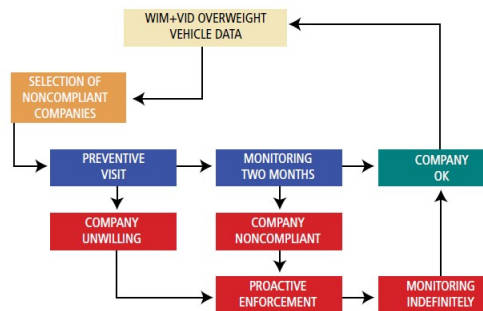 WIM+VID OVERWEIGHT
VEHICLE DATA
SELECTION OF
NONCOMPLIANT
COMPANIES
PREVENTIVE
VISIT
MONITORING
TWO MONTHS
COMPANY
OK
COMPANY
UNWILLING
COMPANY
NONCOMPLIANT
PROACTIVE
ENFORCEMENT
MONITORING
INDEFINITELY